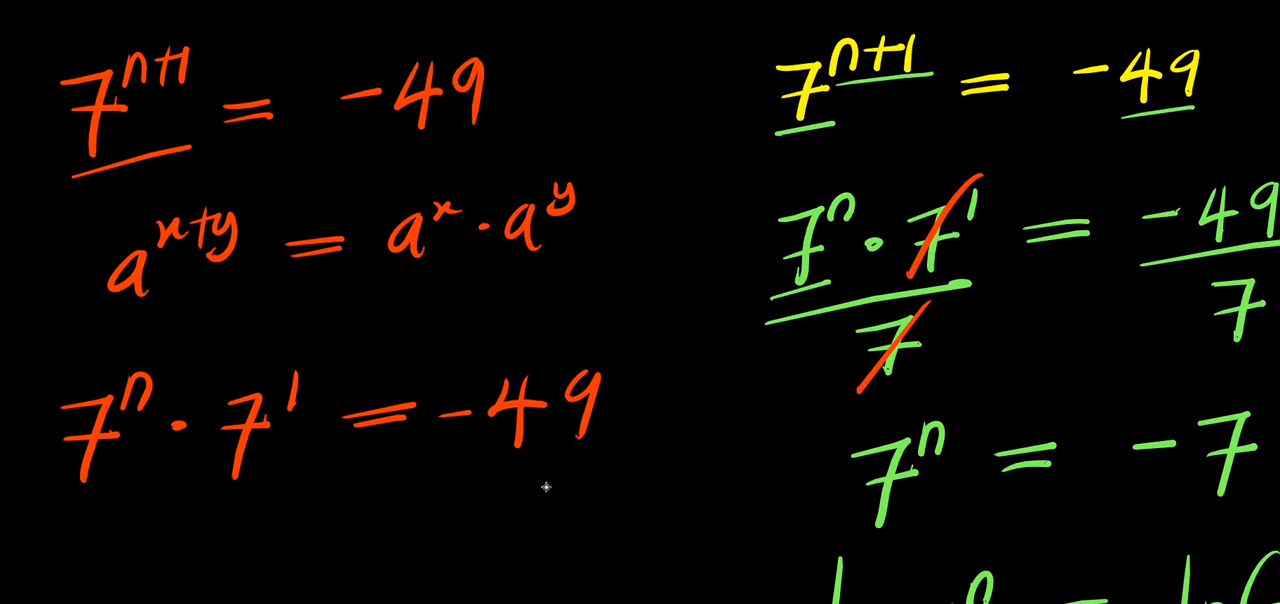 7^{n+1} = -49
a^{x+y} = a^x · a^y
7^n · 7^1 = -49
7^{n+1} = -49
7^n · 7^1 = -49
7 7
7^n = -7